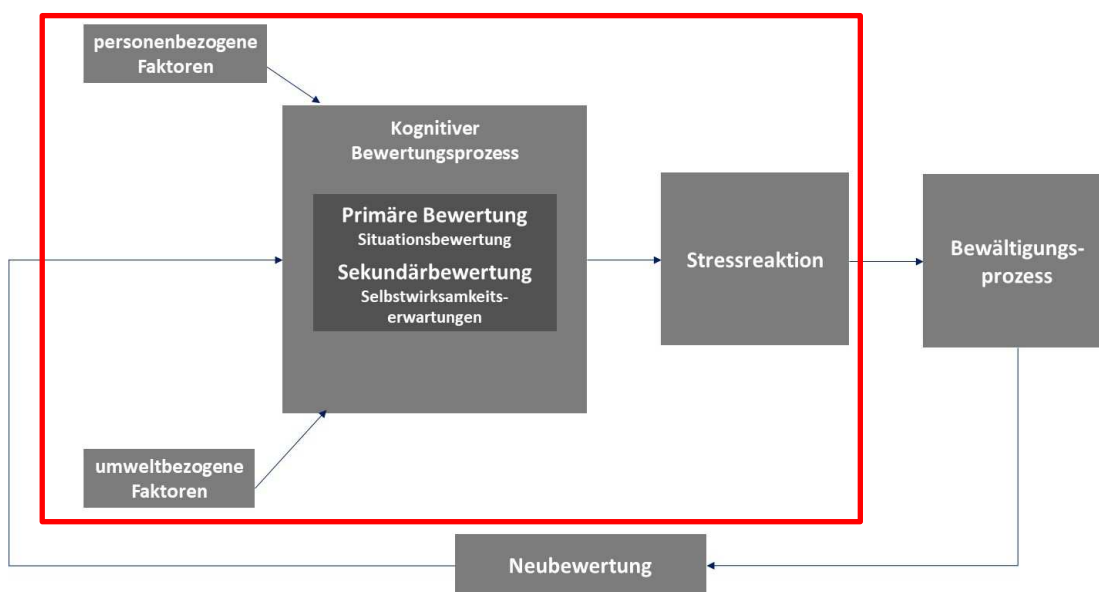 personenbezogene
Faktoren
Kognitiver
Bewertungsprozess
Primäre Bewertung
Situationsbewertung
Sekundärbewertung
Selbstwirksamkeits-
erwartungen
Stressreaktion
Bewältigungs-
prozess
umweltbezogene
Faktoren
Neubewertung